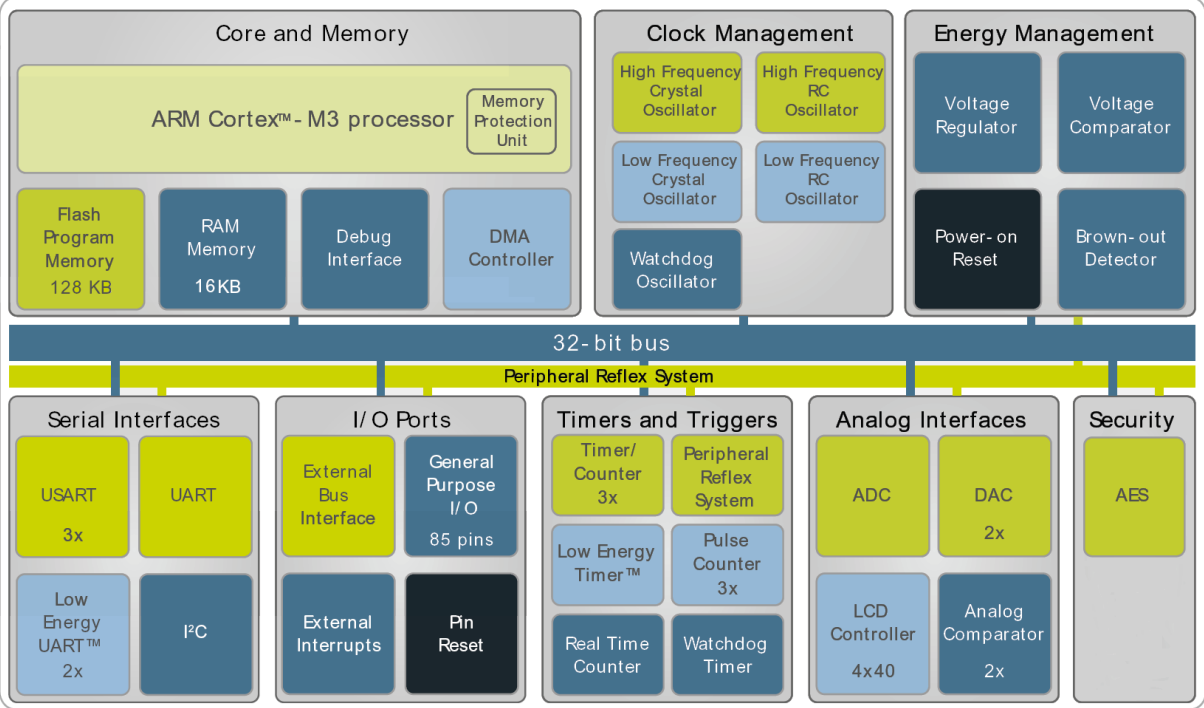 Core and Memory
ARM Cortex™- M3 processor
Memory
Protection
Unit
Flash
Program
Memory
128 KB
RAM
Memory
16KB
Debug
Interface
DMA
Controller
Clock Management
High Frequency
Crystal
Oscillator
High Frequency
RC
Oscillator
Low Frequency
Crystal
Oscillator
Low Frequency
RC
Oscillator
Watchdog
Oscillator
Energy Management
Voltage
Regulator
Voltage
Comparator
Power- on
Reset
Brown- out
Detector
32- bit bus
Peripheral Reflex System
Serial Interfaces
USART
3x
UART
Low
Energy
UART™
2x
I²C
I/ O Ports
External
Bus
Interface
General
Purpose
I/ O
85 pins
External
Interrupts
Pin
Reset
Timers and Triggers
Timer/
Counter
3x
Peripheral
Reflex
System
Low Energy
Timer™
Pulse
Counter
3x
Real Time
Counter
Watchdog
Timer
Analog Interfaces
ADC
DAC
2x
LCD
Controller
4x40
Analog
Comparator
2x
Security
AES